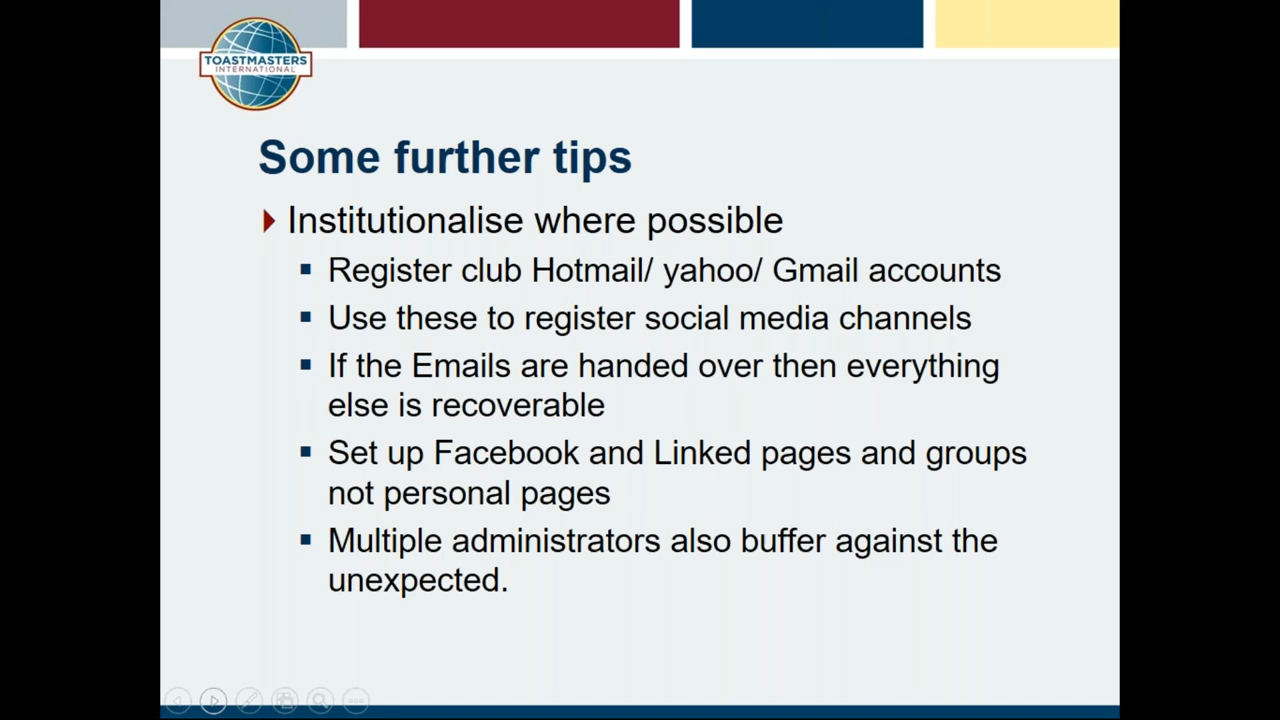 TOASTMASTERS
INTERNATIONAL
Some further tips
Institutionalise where possible
Register club Hotmail/ yahoo/ Gmail accounts
Use these to register social media channels
If the Emails are handed over then everything
else is recoverable
Set up Facebook and Linked pages and groups
not personal pages
Multiple administrators also buffer against the
unexpected.